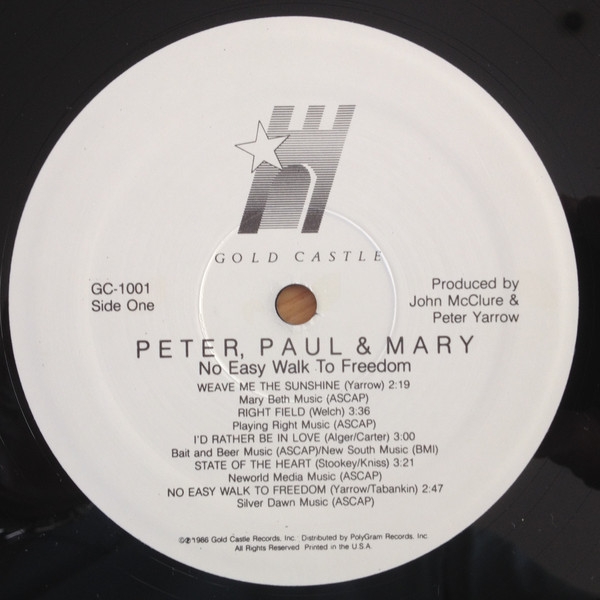 GOLD CASTLE
GC-1001
Side One
Produced by
John McClure &
Peter Yarrow
PETER, PAUL & MARY
No Easy Walk To Freedom
WEAVE ME THE SUNSHINE (Yarrow) 2:19
Mary Beth Music (ASCAP)
RIGHT FIELD (Welch) 3:36
Playing Right Music (ASCAP)
I'D RATHER BE IN LOVE (Alger/Carter) 3:00
Bait and Beer Music (ASCAP)/New South Music (BMI)
STATE OF THE HEART (Stookey/Kniss) 3:21
Neworld Media Music (ASCAP)
NO EASY WALK TO FREEDOM (Yarrow/Tabankin) 2:47
Silver Dawn Music (ASCAP)
©℗1986 Gold Castle Records, Inc. Distributed by PolyGram Records, Inc.
All Rights Reserved. Printed in the U.S.A.